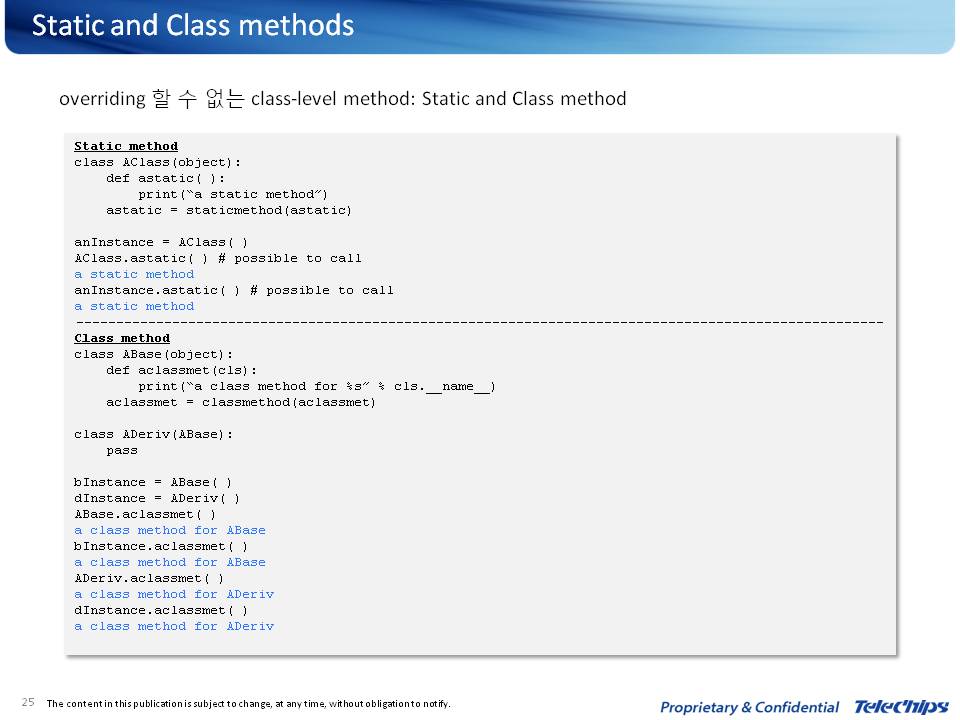 Static and Class methods
overriding 할 수 없는 class-level method: Static and Class method
Static method
class AClass(object):
    def astatic( ):
        print(“a static method”)
    astatic = staticmethod(astatic)
anInstance = AClass( )
AClass.astatic( ) # possible to call
a static method
anInstance.astatic( ) # possible to call
a static method
-----------------------------------------------------------------------------------------------------
Class method
class ABase(object):
    def aclassmet(cls):
        print(“a class method for %s” % cls.__name__)
    aclassmet = classmethod(aclassmet)
class ADeriv(ABase):
    pass
bInstance = ABase( )
dInstance = ADeriv( )
ABase.aclassmet( )
a class method for ABase
bInstance.aclassmet( )
a class method for ABase
ADeriv.aclassmet( )
a class method for ADeriv
dInstance.aclassmet( )
a class method for ADeriv
25 The content in this publication is subject to change, at any time, without obligation to notify.
Proprietary & Confidential Telechips